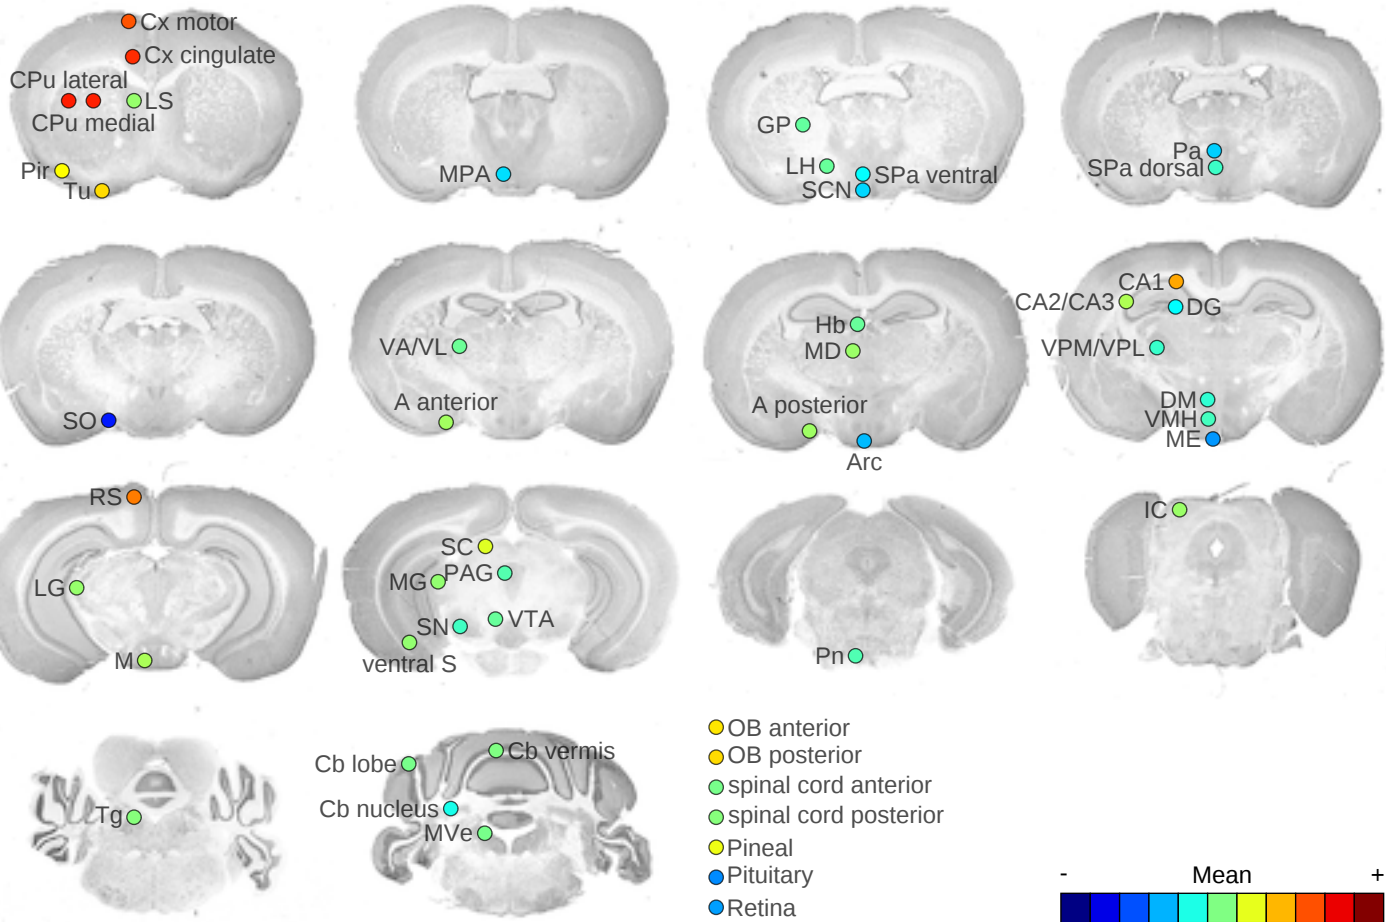 Cx motor
Cx cingulate
CPu lateral
LS
CPu medial
Pir
Tu
MPA
GP
LH
SPa ventral
SCN
Pa
SPa dorsal
SO
VA/VL
A anterior
Hb
MD
A posterior
Arc
CA1
CA2/CA3
DG
VPM/VPL
DM
VMH
ME
RS
LG
M
SC
PAG
MG
VTA
SN
ventral S
Pn
IC
Tg
Cb lobe
Cb vermis
Cb nucleus
MVe
OB anterior
OB posterior
spinal cord anterior
spinal cord posterior
Pineal
Pituitary
Retina
- Mean +